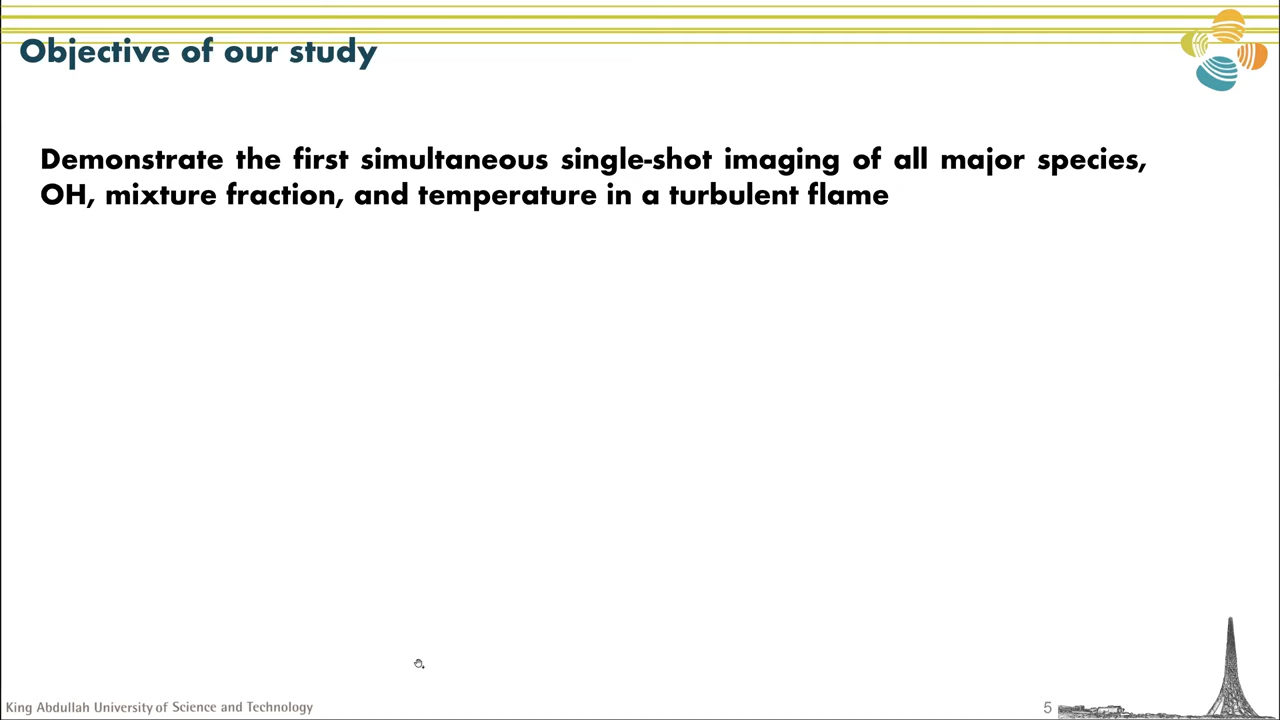 Objective of our study
Demonstrate the first simultaneous single-shot imaging of all major species,
OH, mixture fraction, and temperature in a turbulent flame
King Abdullah University of Science and Technology
5